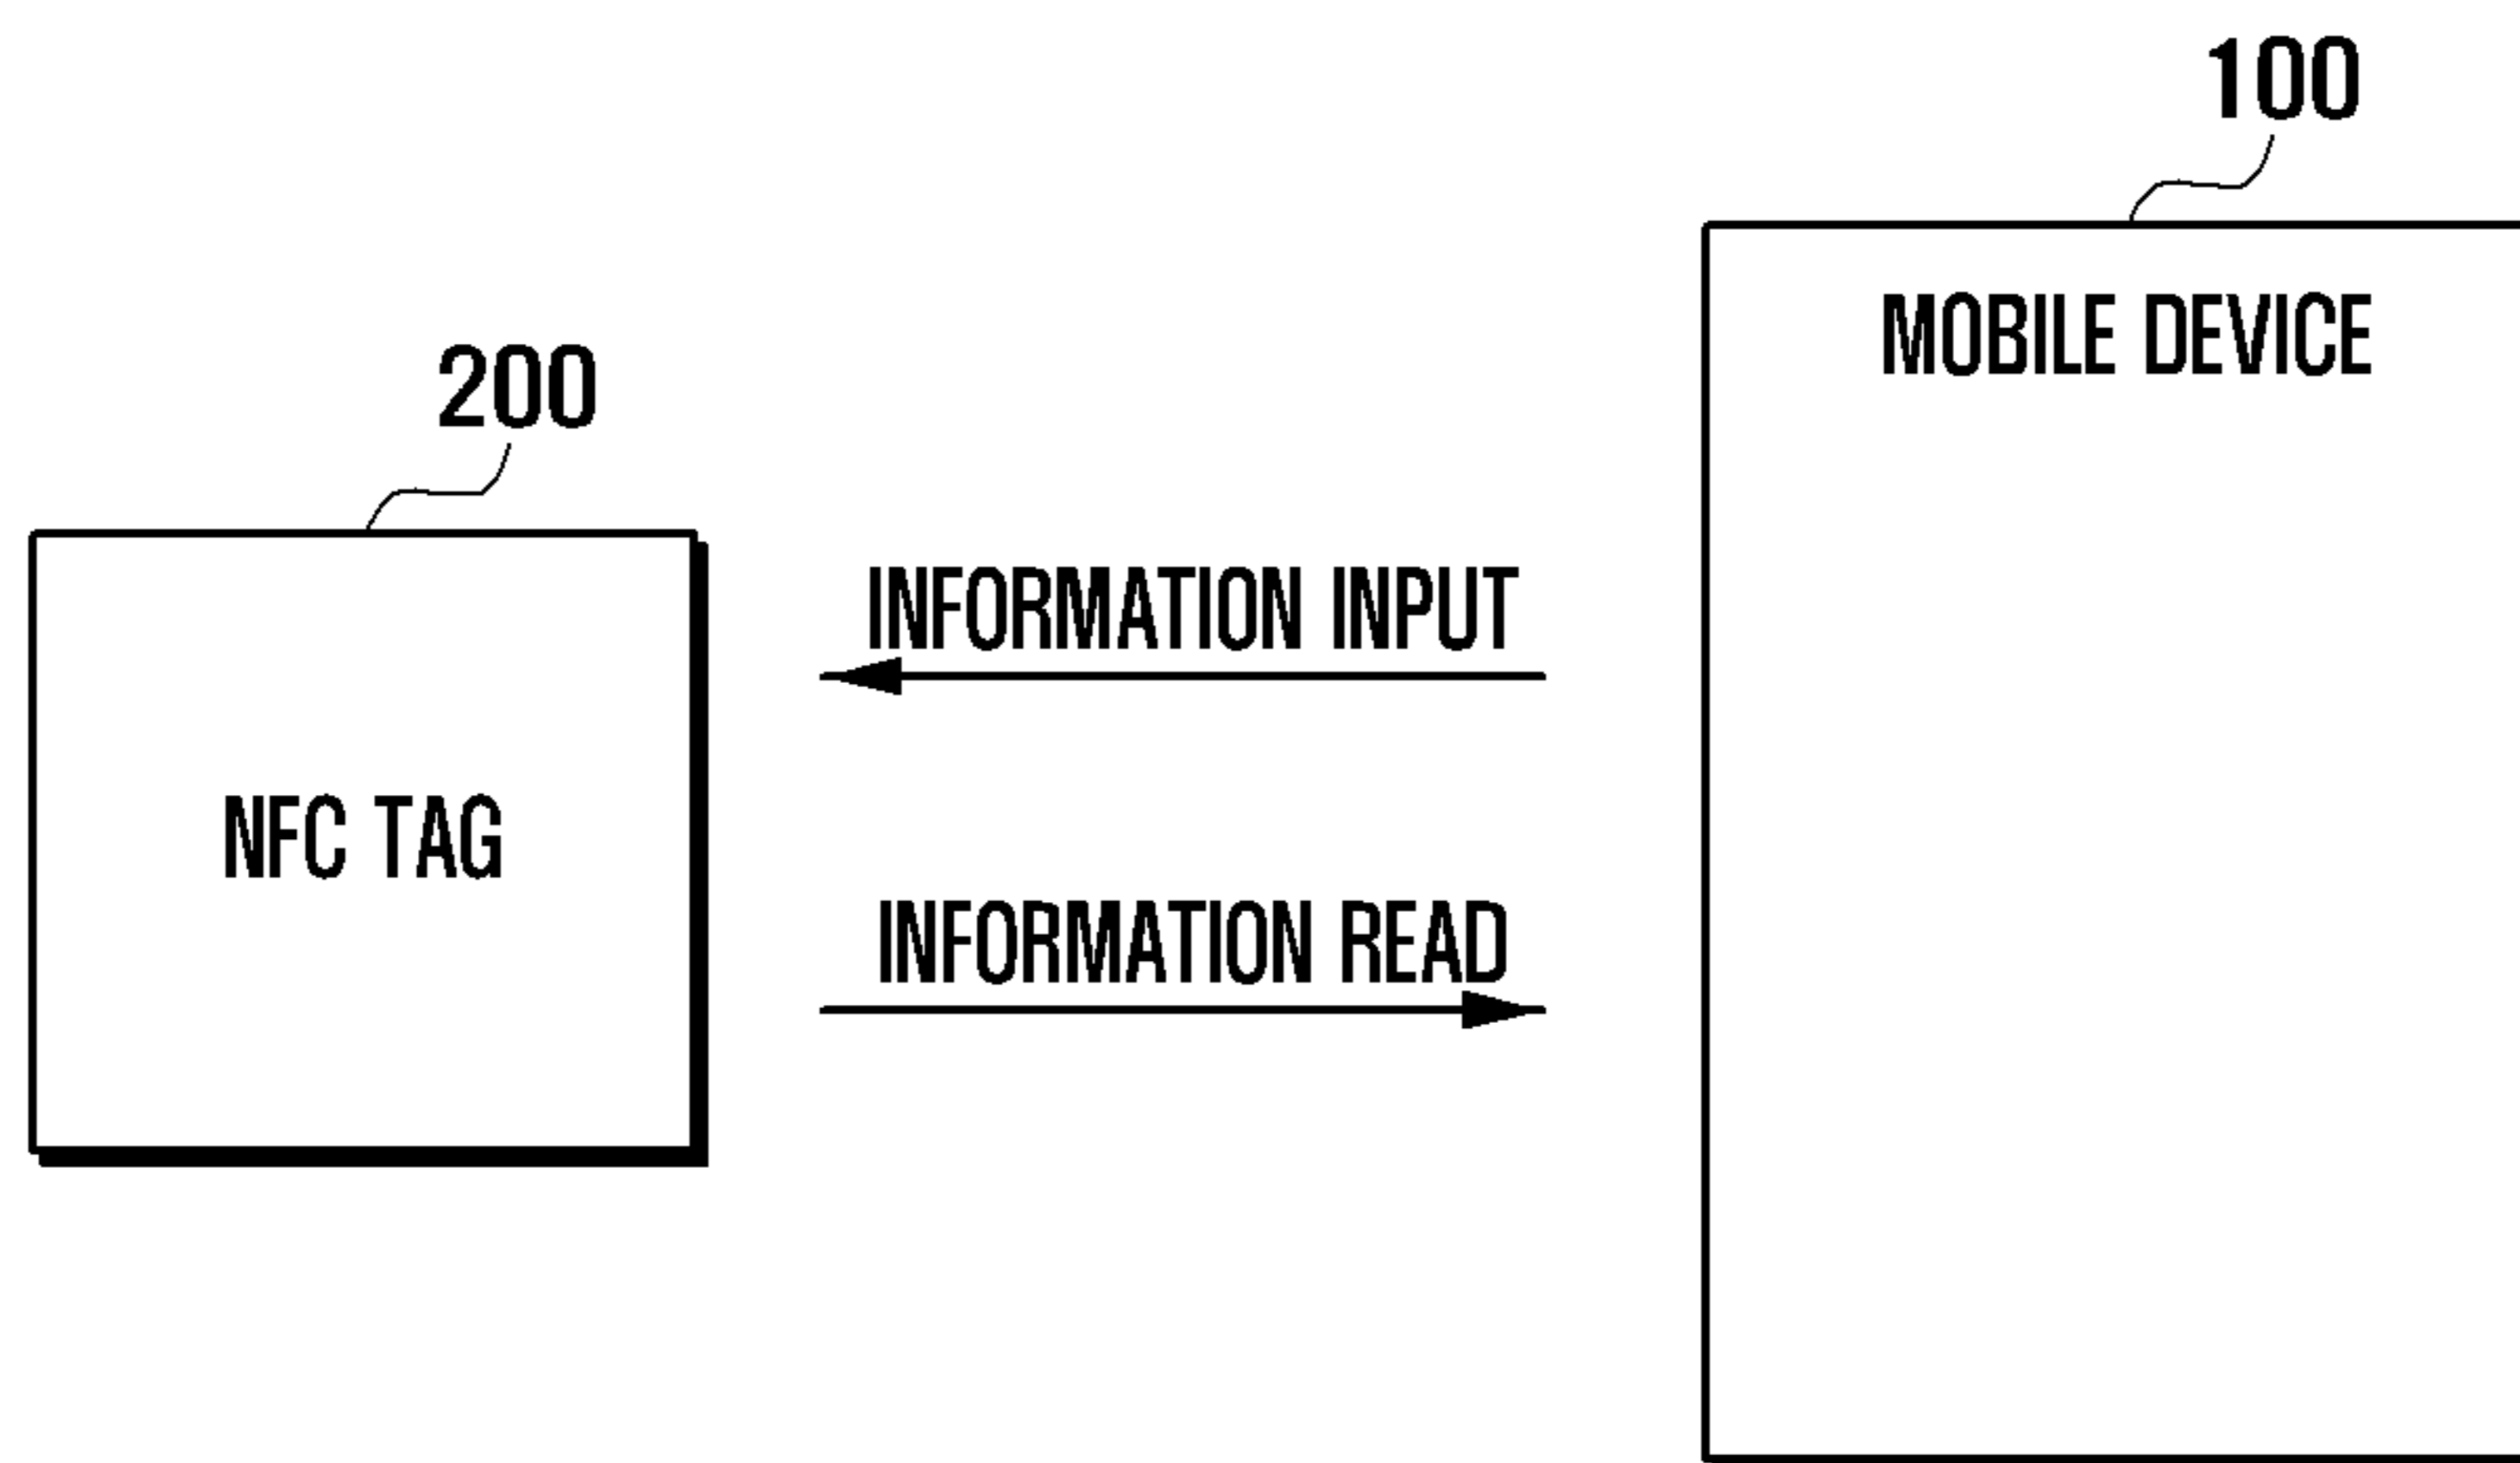 100
MOBILE DEVICE
200
INFORMATION INPUT
NFC TAG
INFORMATION READ